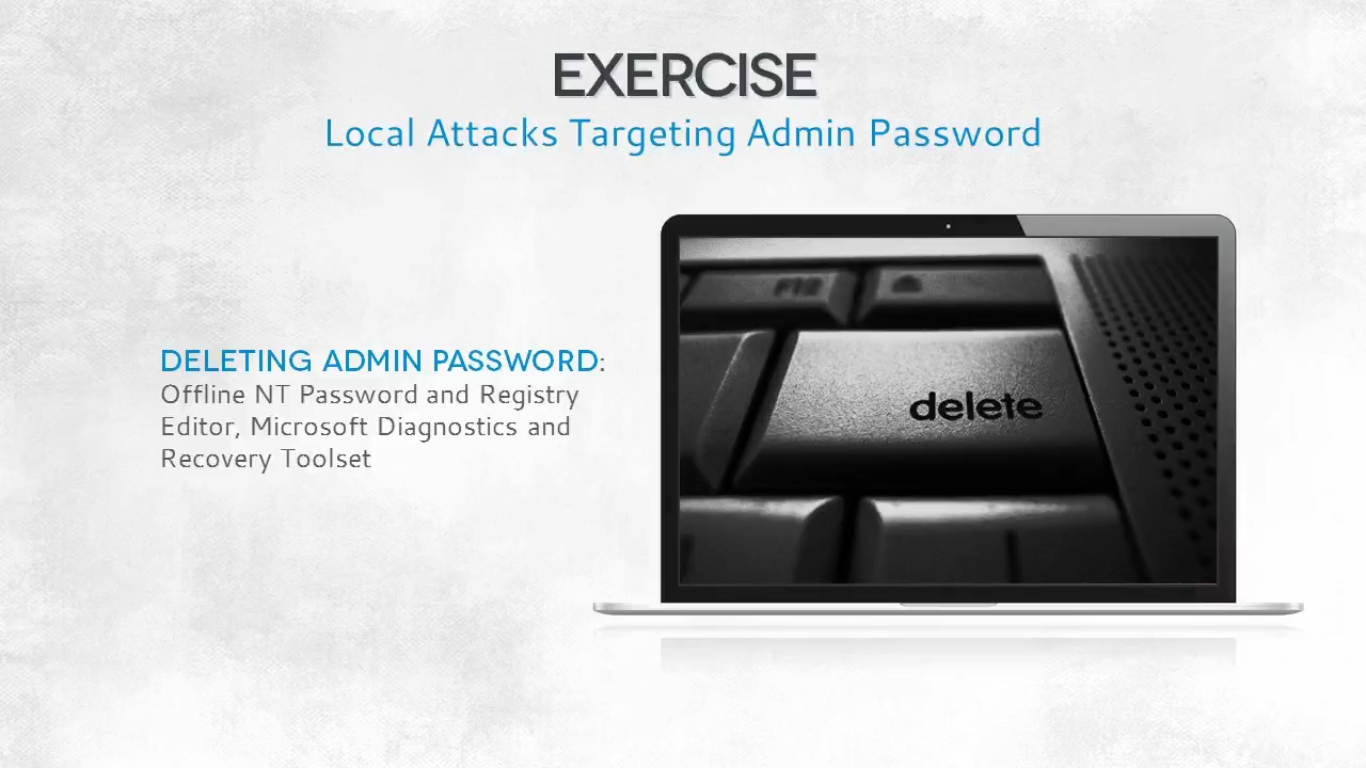 EXERCISE
Local Attacks Targeting Admin Password
DELETING ADMIN PASSWORD:
Offline NT Password and Registry
Editor, Microsoft Diagnostics and
Recovery Toolset
F12
delete